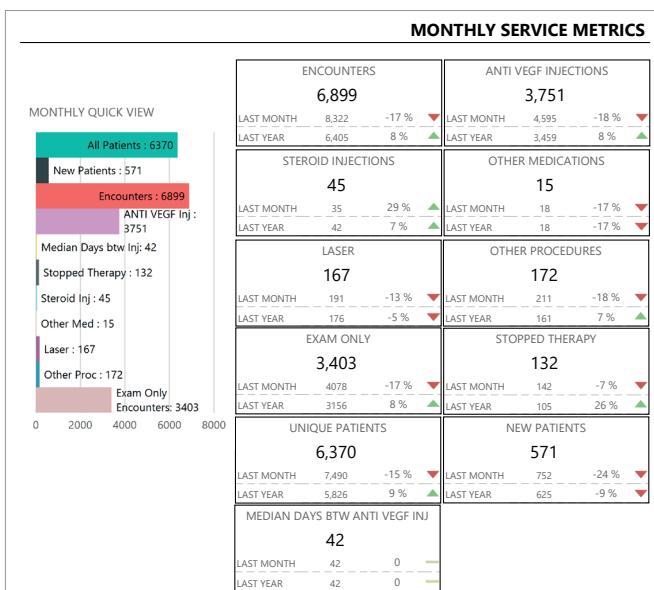 MONTHLY SERVICE METRICS
MONTHLY QUICK VIEW
All Patients : 6370
New Patients : 571
Encounters : 6899
ANTI VEGF Inj :
3751
Median Days btw Inj: 42
Stopped Therapy : 132
Steroid Inj : 45
Other Med : 15
Laser : 167
Other Proc : 172
Exam Only
Encounters: 3403
0 2000 4000 6000 8000
ENCOUNTERS
6,899
LAST MONTH 8,322 -17 %
LAST YEAR 6,405 8 %
ANTI VEGF INJECTIONS
3,751
LAST MONTH 4,595 -18 %
LAST YEAR 3,459 8 %
STEROID INJECTIONS
45
LAST MONTH 35 29 %
LAST YEAR 42 7 %
OTHER MEDICATIONS
15
LAST MONTH 18 -17 %
LAST YEAR 18 -17 %
LASER
167
LAST MONTH 191 -13 %
LAST YEAR 176 -5 %
OTHER PROCEDURES
172
LAST MONTH 211 -18 %
LAST YEAR 161 7 %
EXAM ONLY
3,403
LAST MONTH 4078 -17 %
LAST YEAR 3156 8 %
STOPPED THERAPY
132
LAST MONTH 142 -7 %
LAST YEAR 105 26 %
UNIQUE PATIENTS
6,370
LAST MONTH 7,490 -15 %
LAST YEAR 5,826 9 %
NEW PATIENTS
571
LAST MONTH 752 -24 %
LAST YEAR 625 -9 %
MEDIAN DAYS BTW ANTI VEGF INJ
42
LAST MONTH 42 0
LAST YEAR 42 0